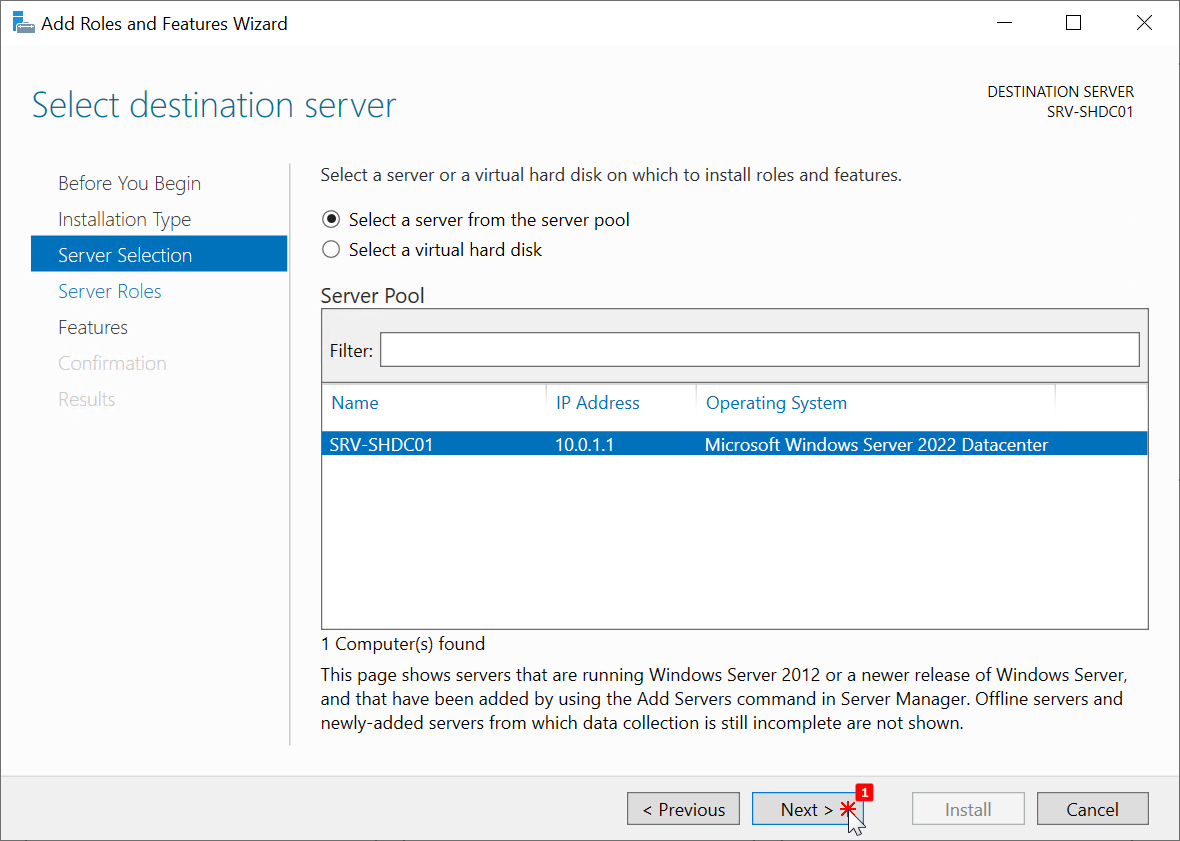 Add Roles and Features Wizard
Select destination server
DESTINATION SERVER
SRV-SHDC01
Before You Begin
Installation Type
Server Selection
Server Roles
Features
Confirmation
Results
Select a server or a virtual hard disk on which to install roles and features.
Select a server from the server pool
Select a virtual hard disk
Server Pool
Filter:
Name IP Address Operating System
SRV-SHDC01 10.0.1.1 Microsoft Windows Server 2022 Datacenter
1 Computer(s) found
This page shows servers that are running Windows Server 2012 or a newer release of Windows Server,
and that have been added by using the Add Servers command in Server Manager. Offline servers and
newly-added servers from which data collection is still incomplete are not shown.
1
< Previous Next > Install Cancel